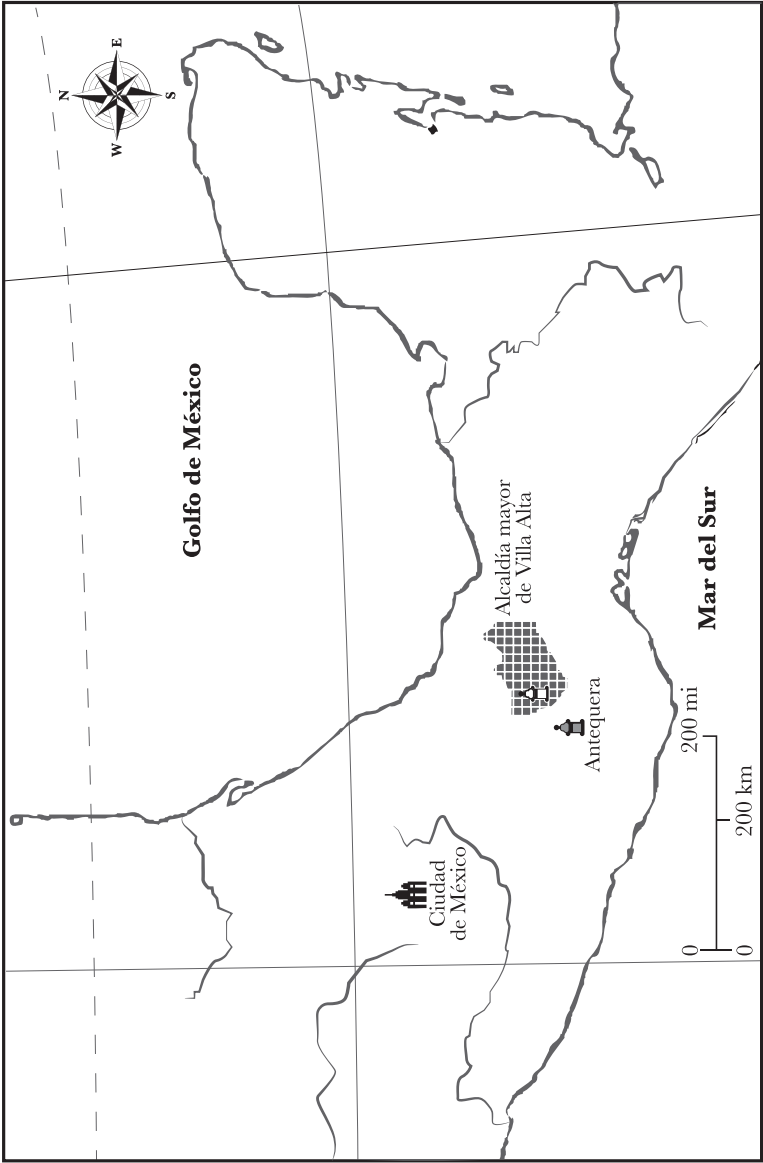 N
E
S
W
Golfo de México
Alcaldía mayor
de Villa Alta
Antequera
Ciudad
de México
Mar del Sur
0
200 mi
0
200 km